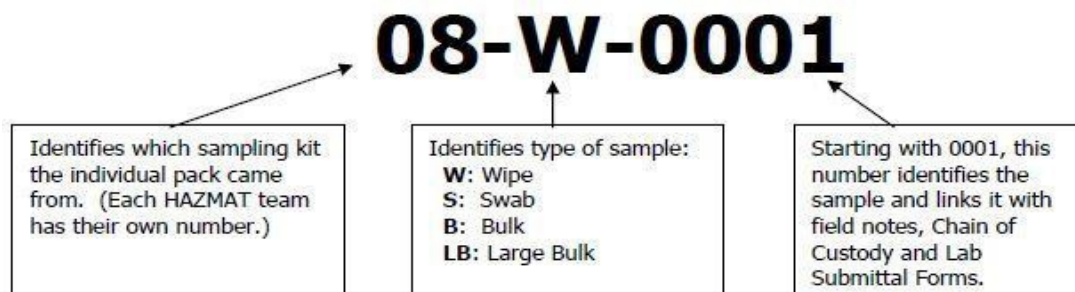 08-W-0001
Identifies which sampling kit
the individual pack came
from. (Each HAZMAT team
has their own number.)
Identifies type of sample:
W: Wipe
S: Swab
B: Bulk
LB: Large Bulk
Starting with 0001, this
number identifies the
sample and links it with
field notes, Chain of
Custody and Lab
Submittal Forms.